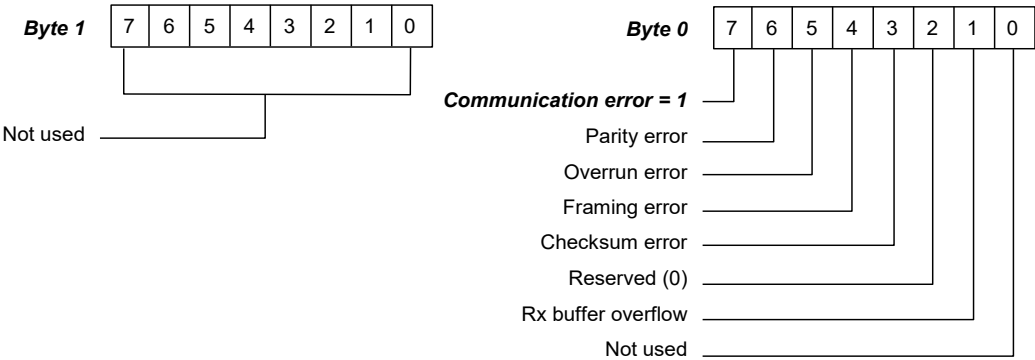 Byte 1 7 6 5 4 3 2 1 0
Not used
Byte 0 7 6 5 4 3 2 1 0
Communication error = 1
Parity error
Overrun error
Framing error
Checksum error
Reserved (0)
Rx buffer overflow
Not used